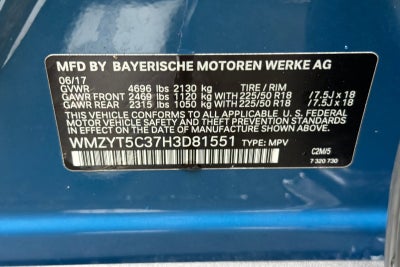 MFD BY BAYERISCHE MOTOREN WERKE AG
06/17
GVWR 4696 lbs 2130 kg TIRE / RIM
GAWR FRONT 2469 lbs 1120 kg WITH 225/50 R18 / 7.5J x 18
GAWR REAR 2315 lbs 1050 kg WITH 225/50 R18 / 7.5J x 18
THIS VEHICLE CONFORMS TO ALL APPLICABLE U.S. FEDERAL
MOTOR VEHICLE SAFETY, BUMPER, AND THEFT PREVENTION
STANDARDS IN EFFECT ON THE DATE OF MANUFACTURE
SHOWN ABOVE.
WMZYT5C37H3D81551 TYPE: MPV
C2M/5
7 320 730